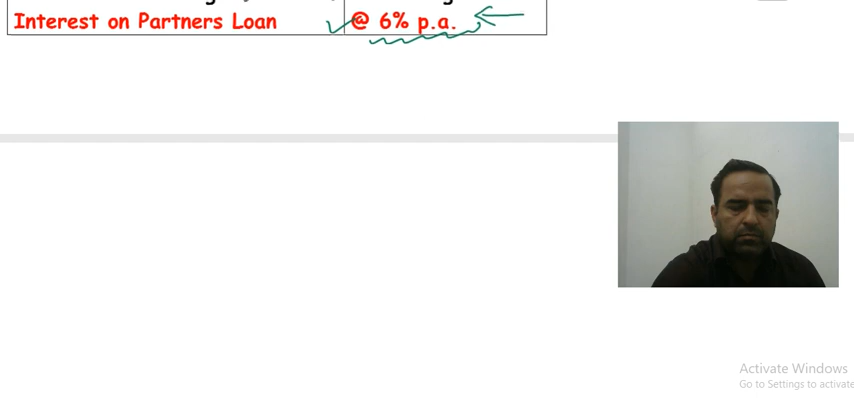 Interest on Partners Loan @ 6% p.a.
Activate Windows
Go to Settings to activate